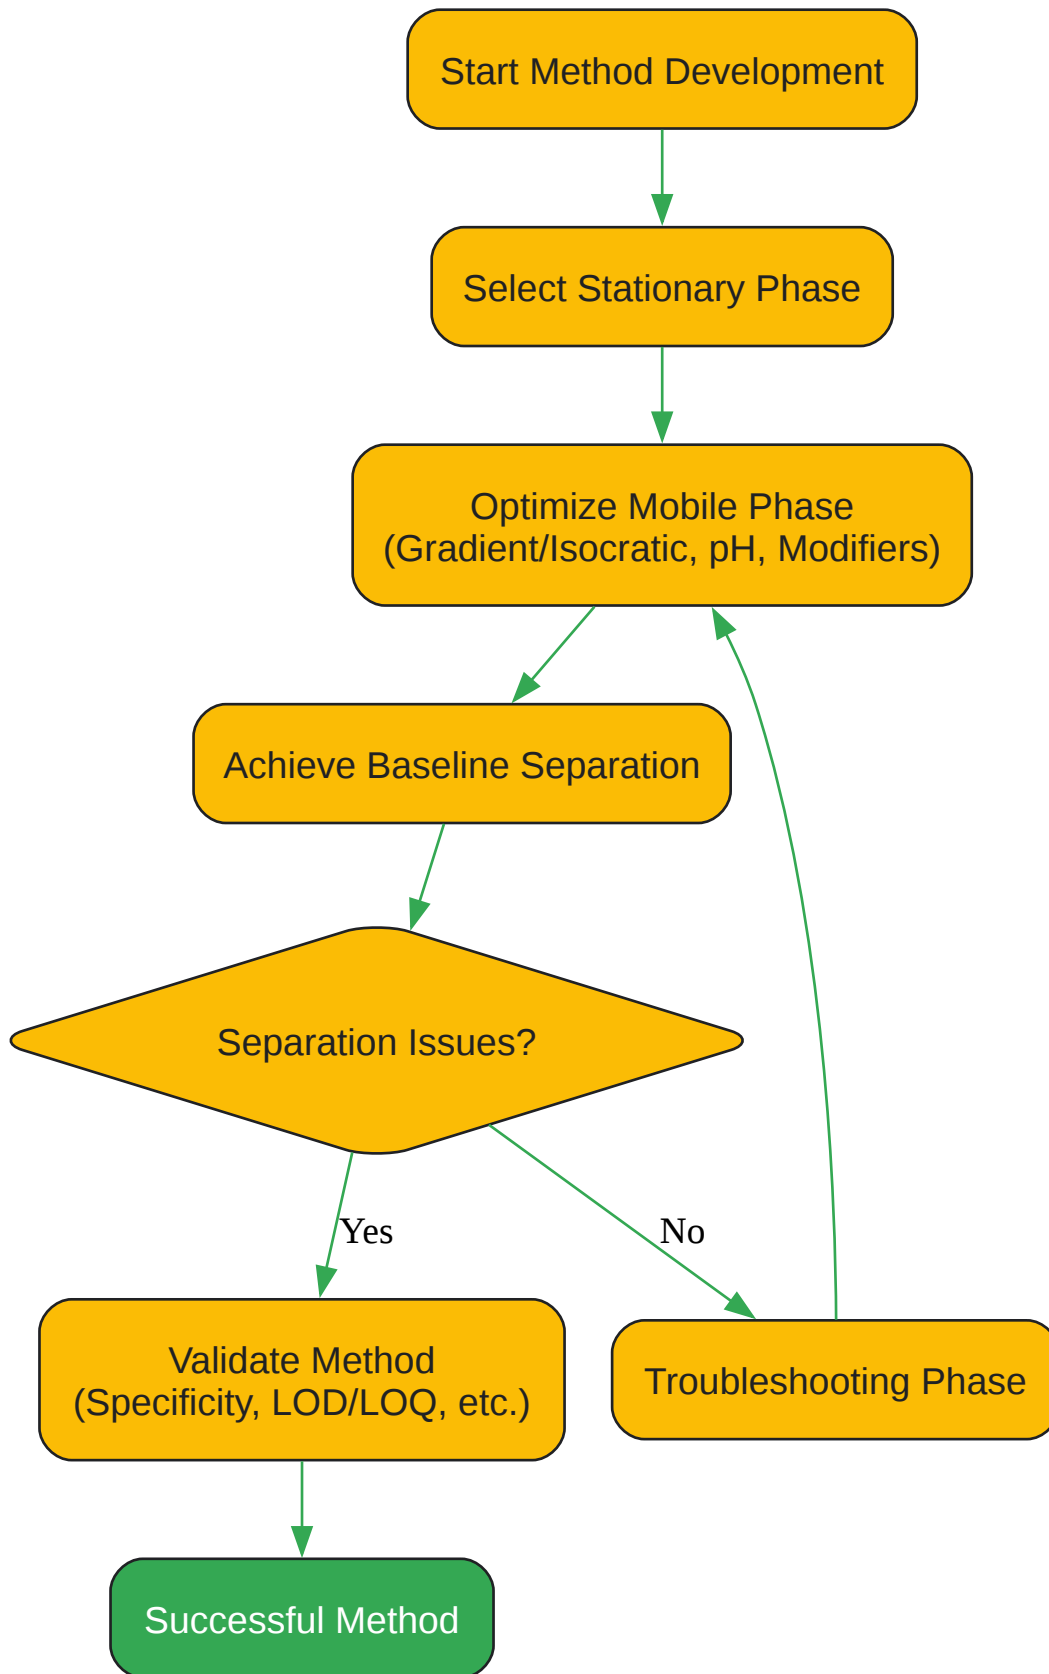 Start Method Development
Select Stationary Phase
Optimize Mobile Phase
(Gradient/Isocratic, pH, Modifiers)
Achieve Baseline Separation
Separation Issues?
Yes
No
Validate Method
(Specificity, LOD/LOQ, etc.)
Troubleshooting Phase
Successful Method